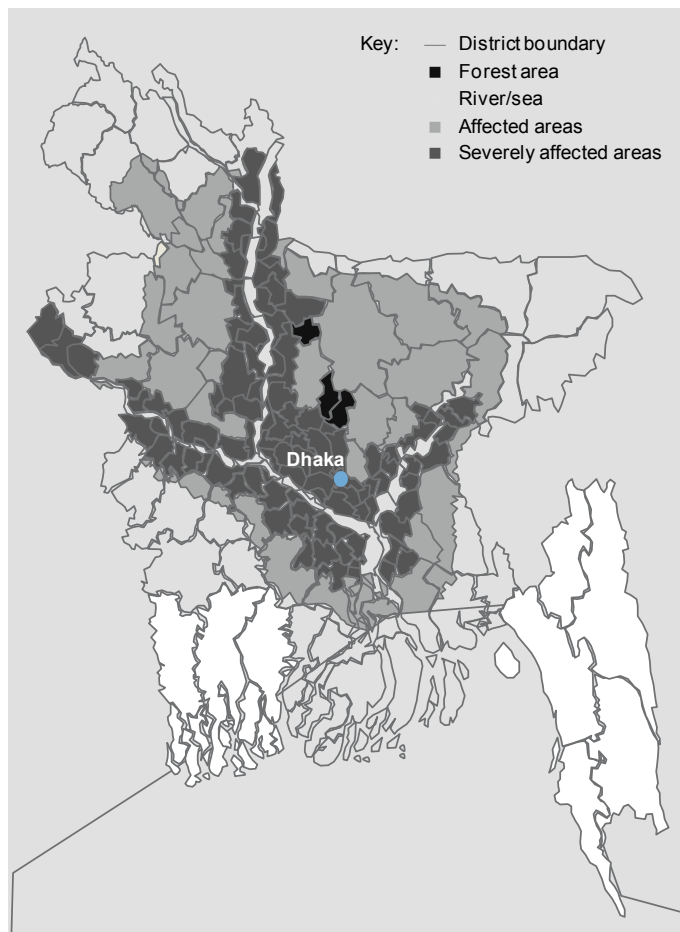 Key: District boundary
Forest area
River/sea
Affected areas
Severely affected areas
Dhaka